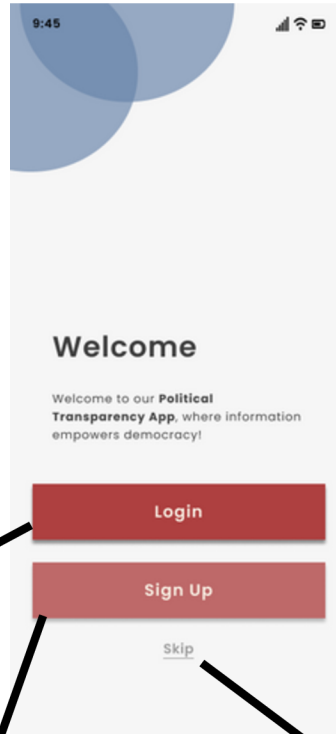 9:45
Welcome
Welcome to our Political
Transparency App, where information
empowers democracy!
Login
Sign Up
Skip